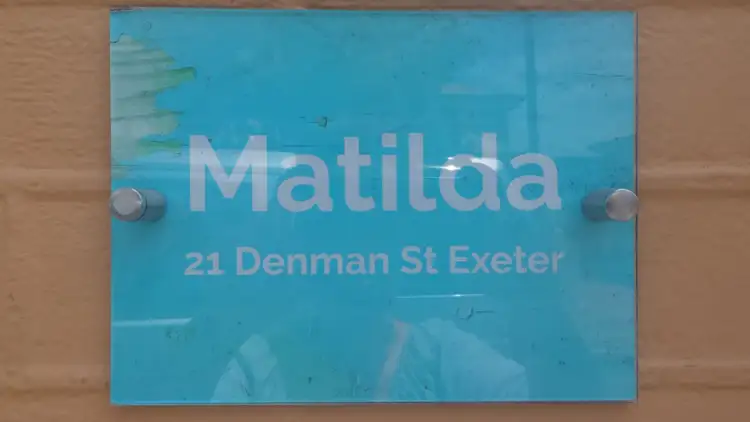 Matilda
21 Denman St Exeter